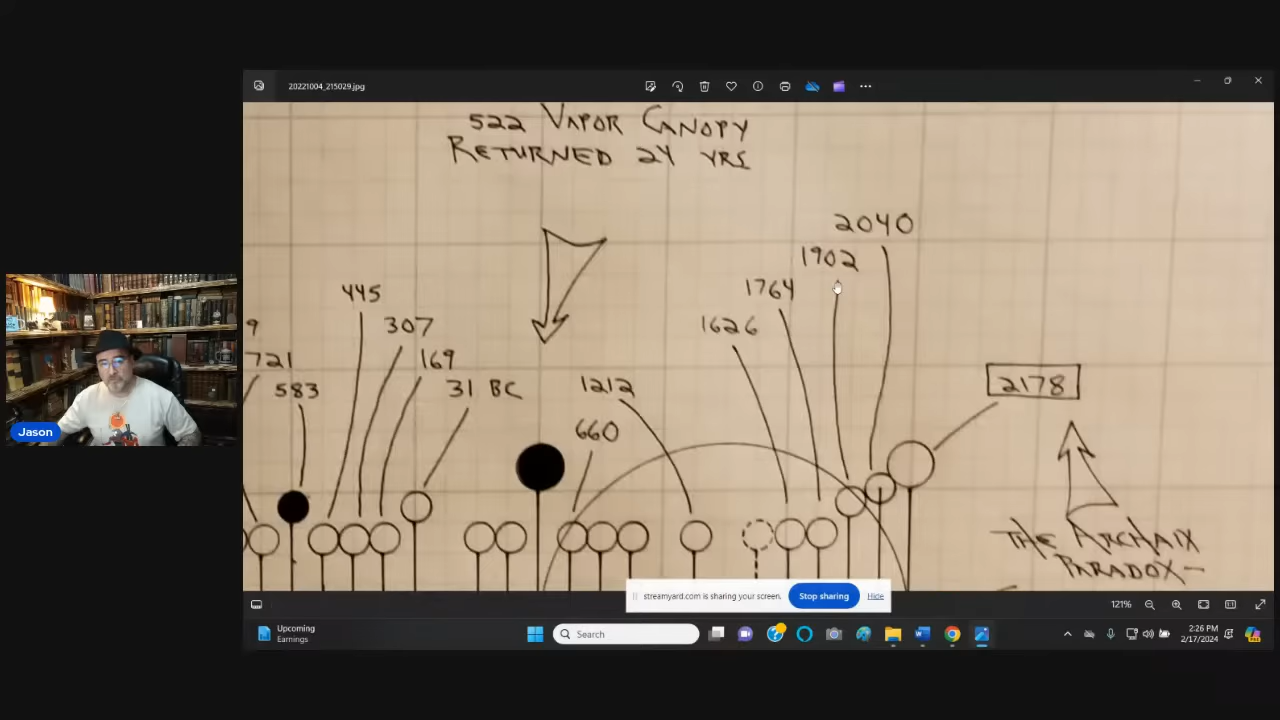 20221004_215029.jpg
522 VAPOR CANOPY
RETURNED 24 YRS
2040
1902
1764
445
1626
307
9
721
169
583
31 BC
1212
2178
660
THE ARCHAIX
PARADOX-
Jason
streamyard.com is sharing your screen.
Stop sharing
Hide
121%
Upcoming
Earnings
Search
2:26 PM
2/17/2024